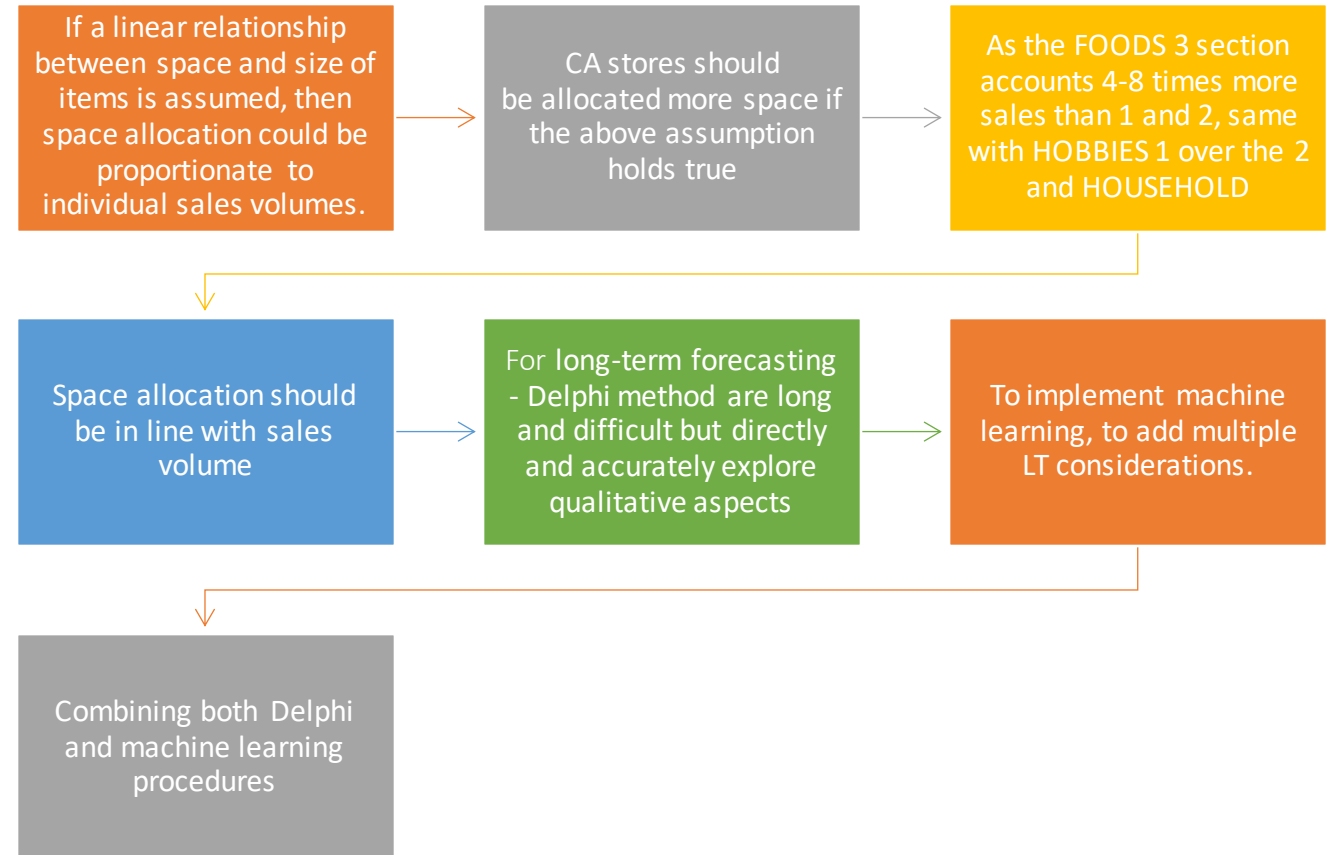 If a linear relationship
between space and size of
items is assumed, then
space allocation could be
proportionate to
individual sales volumes.
CA stores should
be allocated more space if
the above assumption
holds true
As the FOODS 3 section
accounts 4-8 times more
sales than 1 and 2, same
with HOBBIES 1 over the 2
and HOUSEHOLD
Space allocation should
be in line with sales
volume
For long-term forecasting
- Delphi method are long
and difficult but directly
and accurately explore
qualitative aspects
To implement machine
learning, to add multiple
LT considerations.
Combining both Delphi
and machine learning
procedures